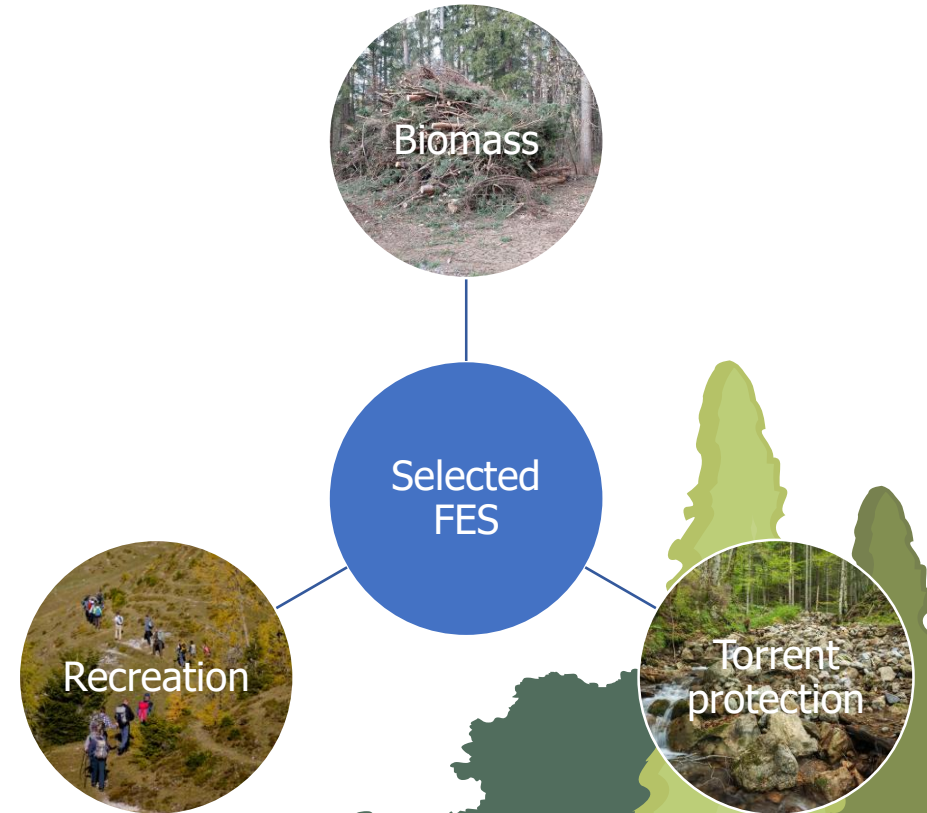 Biomass
Selected
FES
Recreation
Torrent
protection